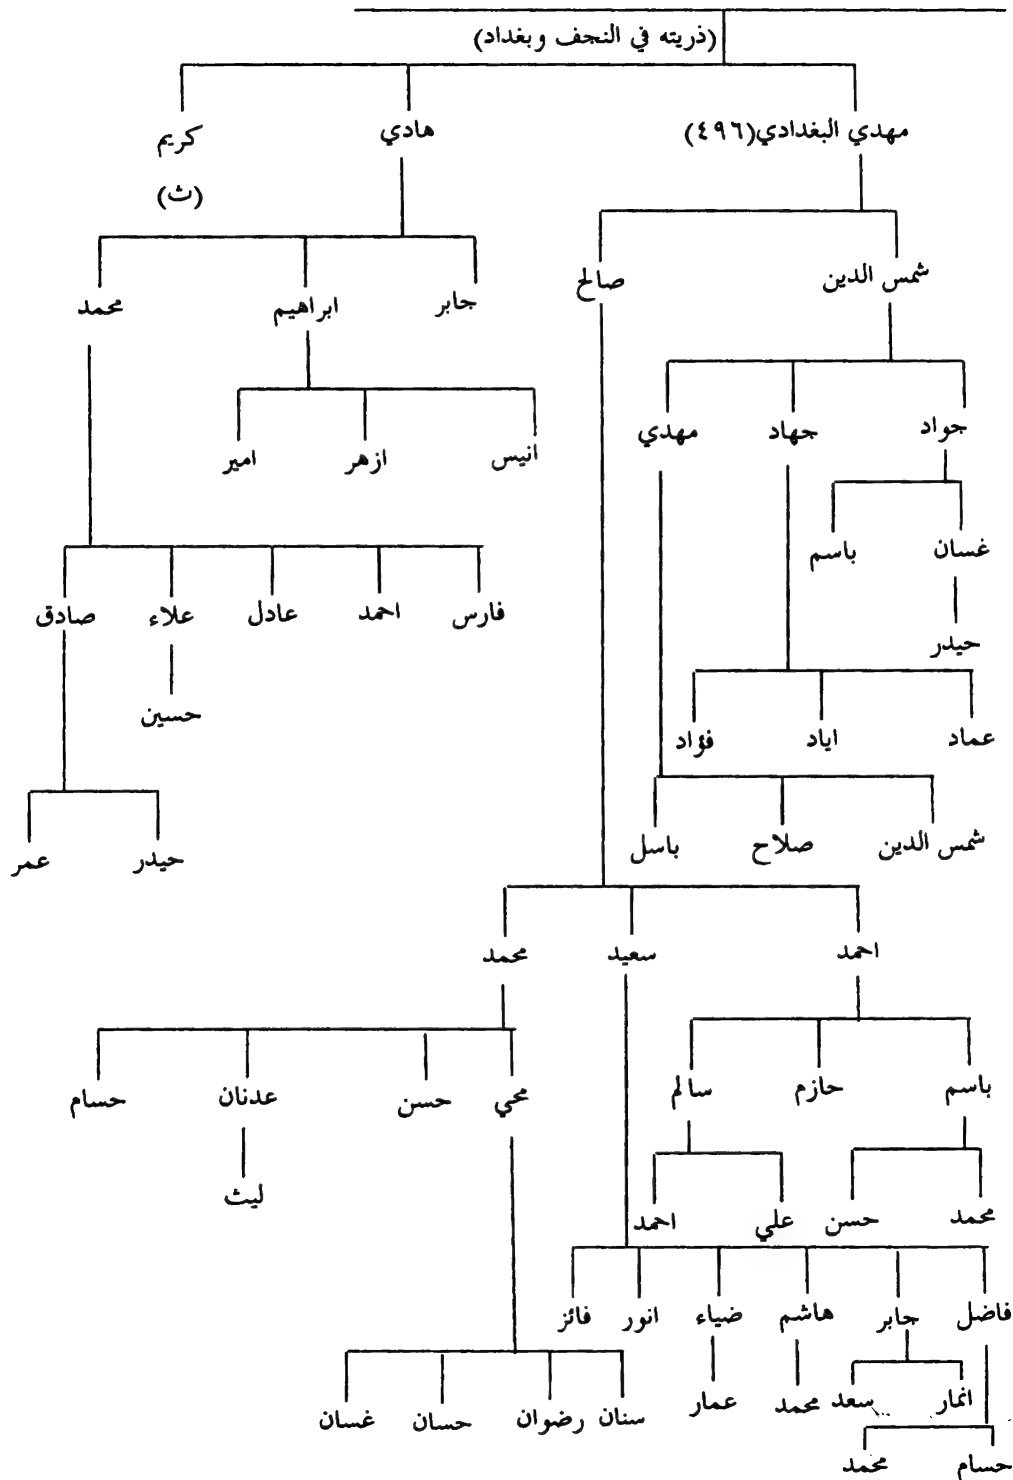 (ذريته في النجف وبغداد)
مهدي البغدادي(٤٩٦) هادي كريم
(ث)
شمس الدين صالح جابر ابراهيم محمد
جواد جهاد مهدي انيس ازهر امير
غسان باسم
فارس احمد عادل علاء صادق
حيدر
حسين
عماد اياد فؤاد
شمس الدين صلاح باسل حيدر عمر
احمد سعيد محمد
باسم حازم سالم محي حسن عدنان حسام
ليث
محمد حسن علي احمد
فاضل جابر هاشم ضياء انور فائز
انمار سعد محمد عمار سنان رضوان حسان غسان
حسام محمد